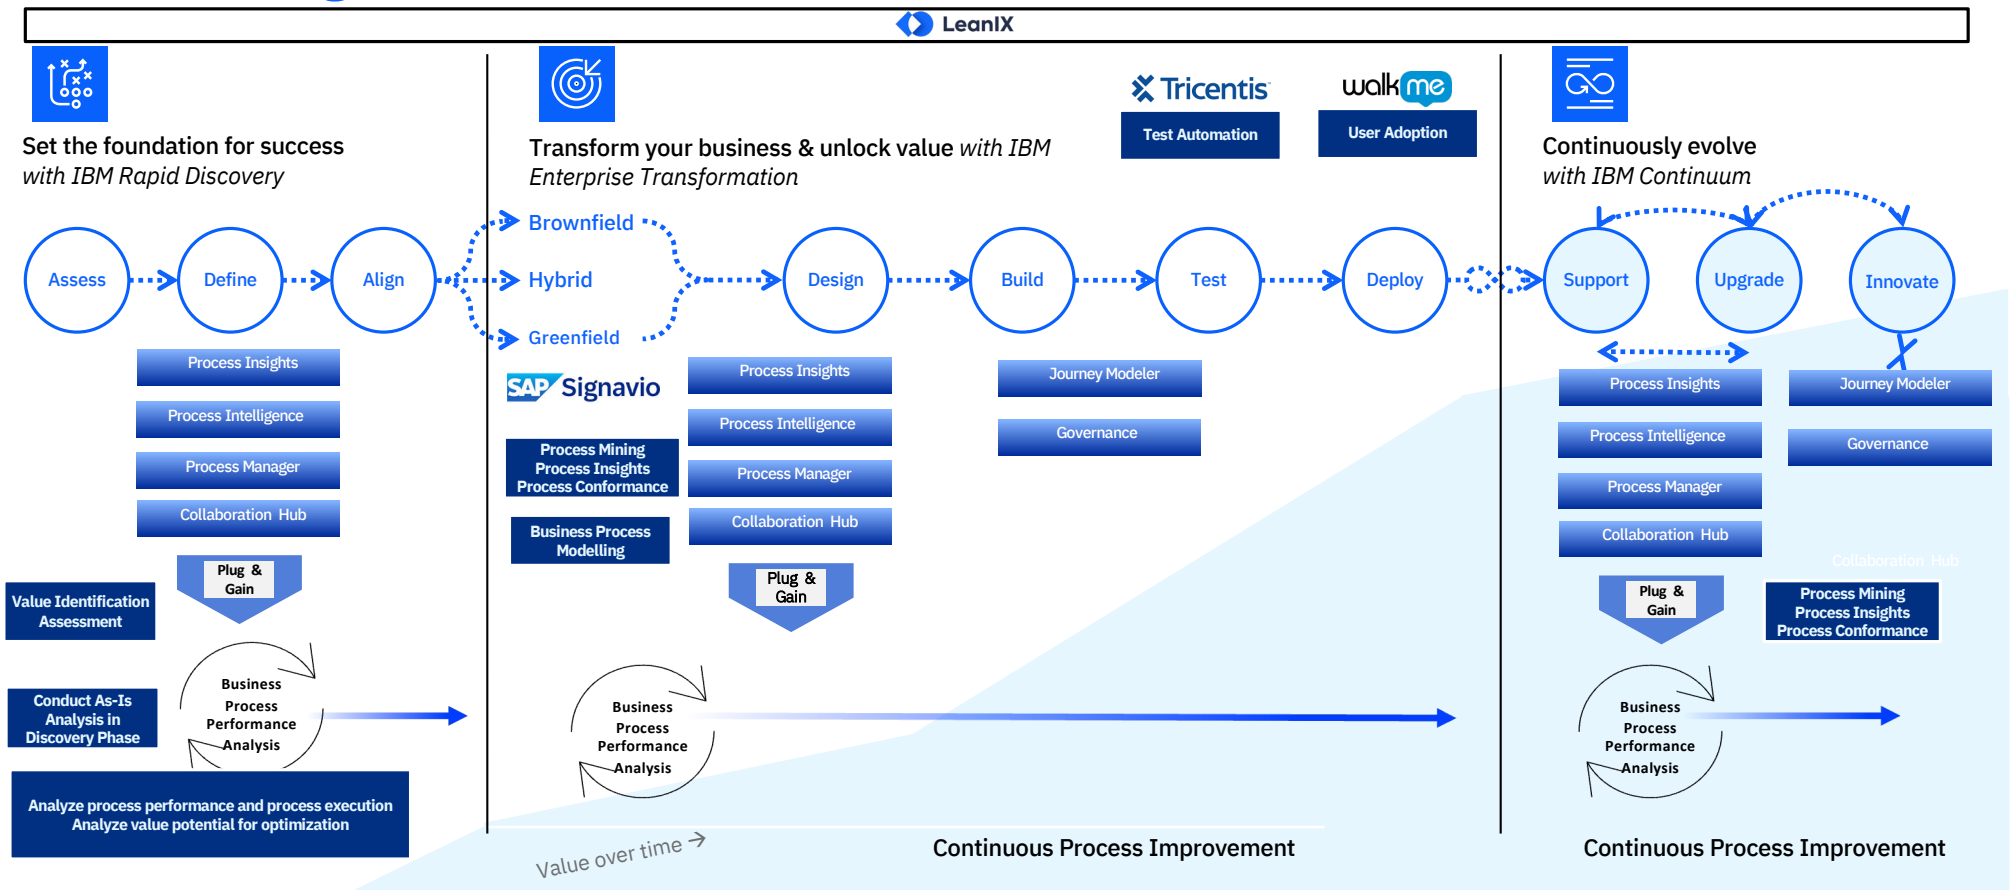 LeanIX
Set the foundation for success
with IBM Rapid Discovery
Transform your business & unlock value with IBM
Enterprise Transformation
Tricentis
Test Automation
walkme
User Adoption
Continuously evolve
with IBM Continuum
Assess
Define
Align
Brownfield
Hybrid
Greenfield
Design
Build
Test
Deploy
Support
Upgrade
Innovate
Process Insights
Process Intelligence
Process Manager
Collaboration Hub
Plug &
Gain
Value Identification
Assessment
Conduct As-Is
Analysis in
Discovery Phase
Business
Process
Performance
Analysis
Analyze process performance and process execution
Analyze value potential for optimization
SAP Signavio
Process Mining
Process Insights
Process Conformance
Business Process
Modelling
Process Insights
Process Intelligence
Process Manager
Collaboration Hub
Plug &
Gain
Journey Modeler
Governance
Business
Process
Performance
Analysis
Value over time →
Continuous Process Improvement
Process Insights
Process Intelligence
Process Manager
Collaboration Hub
Plug &
Gain
Journey Modeler
Governance
Collaboration Hub
Process Mining
Process Insights
Process Conformance
Business
Process
Performance
Analysis
Continuous Process Improvement